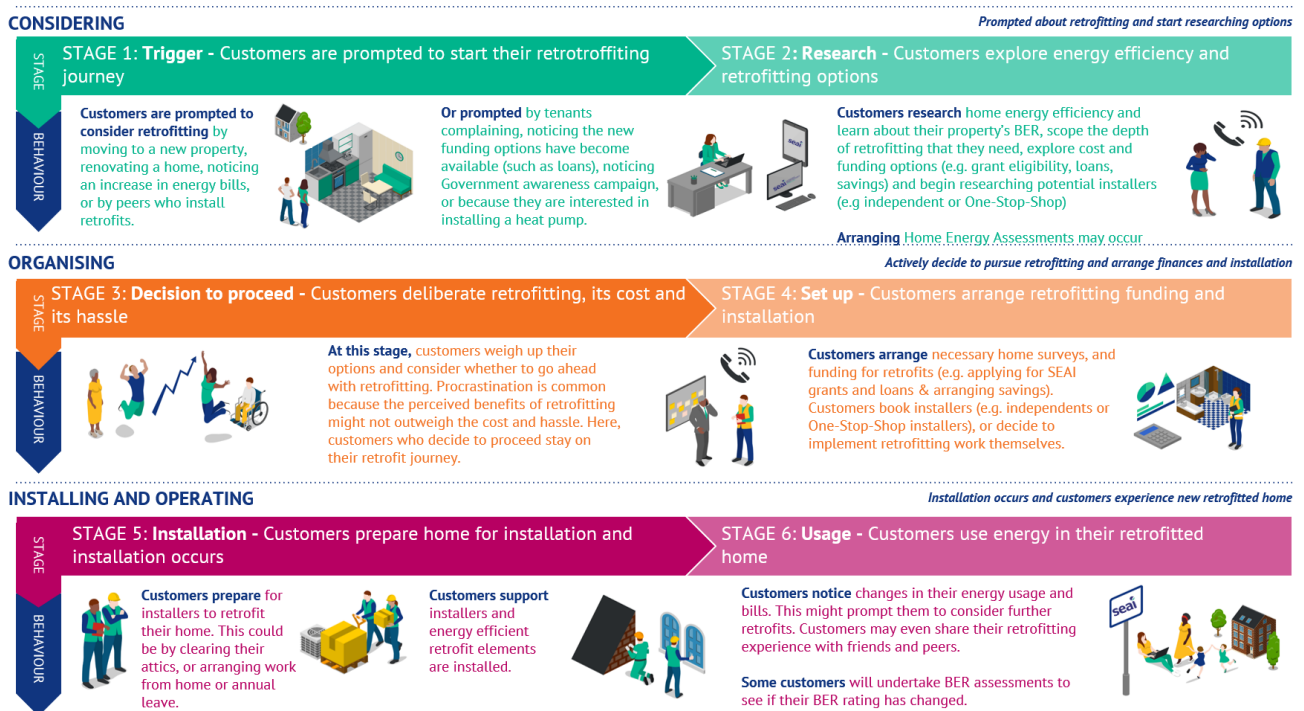 CONSIDERING
Prompted about retrofitting and start researching options
STAGE
STAGE 1: Trigger - Customers are prompted to start their retrotroffiting
journey
STAGE 2: Research - Customers explore energy efficiency and
retrofitting options
BEHAVIOUR
Customers are prompted to
consider retrofitting by
moving to a new property,
renovating a home, noticing
an increase in energy bills,
or by peers who install
retrofits.
Or prompted by tenants
complaining, noticing the new
funding options have become
available (such as loans), noticing
Government awareness campaign,
or because they are interested in
installing a heat pump.
seai
seai
Customers research home energy efficiency and
learn about their property's BER, scope the depth
of retrofitting that they need, explore cost and
funding options (e.g. grant eligibility, loans,
savings) and begin researching potential installers
(e.g independent or One-Stop-Shop)
Arranging Home Energy Assessments may occur
ORGANISING
Actively decide to pursue retrofitting and arrange finances and installation
STAGE
STAGE 3: Decision to proceed - Customers deliberate retrofitting, its cost and
its hassle
STAGE 4: Set up - Customers arrange retrofitting funding and
installation
BEHAVIOUR
At this stage, customers weigh up their
options and consider whether to go ahead
with retrofitting. Procrastination is common
because the perceived benefits of retrofitting
might not outweigh the cost and hassle. Here,
customers who decide to proceed stay on
their retrofit journey.
Customers arrange necessary home surveys, and
funding for retrofits (e.g. applying for SEAI
grants and loans & arranging savings).
Customers book installers (e.g. independents or
One-Stop-Shop installers), or decide to
implement retrofitting work themselves.
INSTALLING AND OPERATING
Installation occurs and customers experience new retrofitted home
STAGE
STAGE 5: Installation - Customers prepare home for installation and
installation occurs
STAGE 6: Usage - Customers use energy in their retrofitted
home
BEHAVIOUR
Customers prepare for
installers to retrofit
their home. This could
be by clearing their
attics, or arranging work
from home or annual
leave.
Customers support
installers and
energy efficient
retrofit elements
are installed.
Customers notice changes in their energy usage and
bills. This might prompt them to consider further
retrofits. Customers may even share their retrofitting
experience with friends and peers.
Some customers will undertake BER assessments to
see if their BER rating has changed.
seai